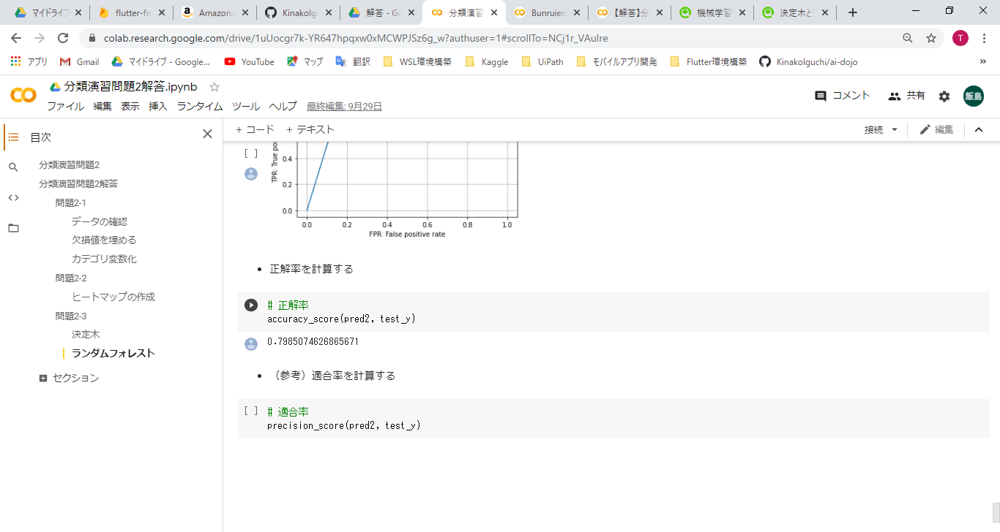 マイドライブ
flutter-fir
Amazon.c
Kinakolgu
解答 - Go
分類演習
Bunruien
【解答】分
機械学習
決定木と
colab.research.google.com/drive/1uUocgr7k-YR647hpqxw0xMCWPJSz6g_w?authuser=1#scrollTo=NCj1r_VAuIre
T
アプリ
Gmail
マイドライブ - Google...
YouTube
マップ
翻訳
WSL環境構築
Kaggle
UiPath
モバイルアプリ開発
Flutter環境構築
Kinakolguchi/ai-dojo
»
分類演習問題2解答.ipynb
コメント
共有
飯島
ファイル 編集 表示 挿入 ランタイム ツール ヘルプ 最終編集: 9月29日
目次
+ コード + テキスト
接続
編集
分類演習問題2
分類演習問題2解答
問題2-1
データの確認
欠損値を埋める
カテゴリ変数化
問題2-2
ヒートマップの作成
問題2-3
決定木
ランダムフォレスト
セクション
[ ]
TPR: True pos
0.4
0.2
0.0
0.0 0.2 0.4 0.6 0.8 1.0
FPR: False positive rate
• 正解率を計算する
# 正解率
accuracy_score(pred2, test_y)
0.7985074626865671
• （参考）適合率を計算する
[ ]
# 適合率
precision_score(pred2, test_y)